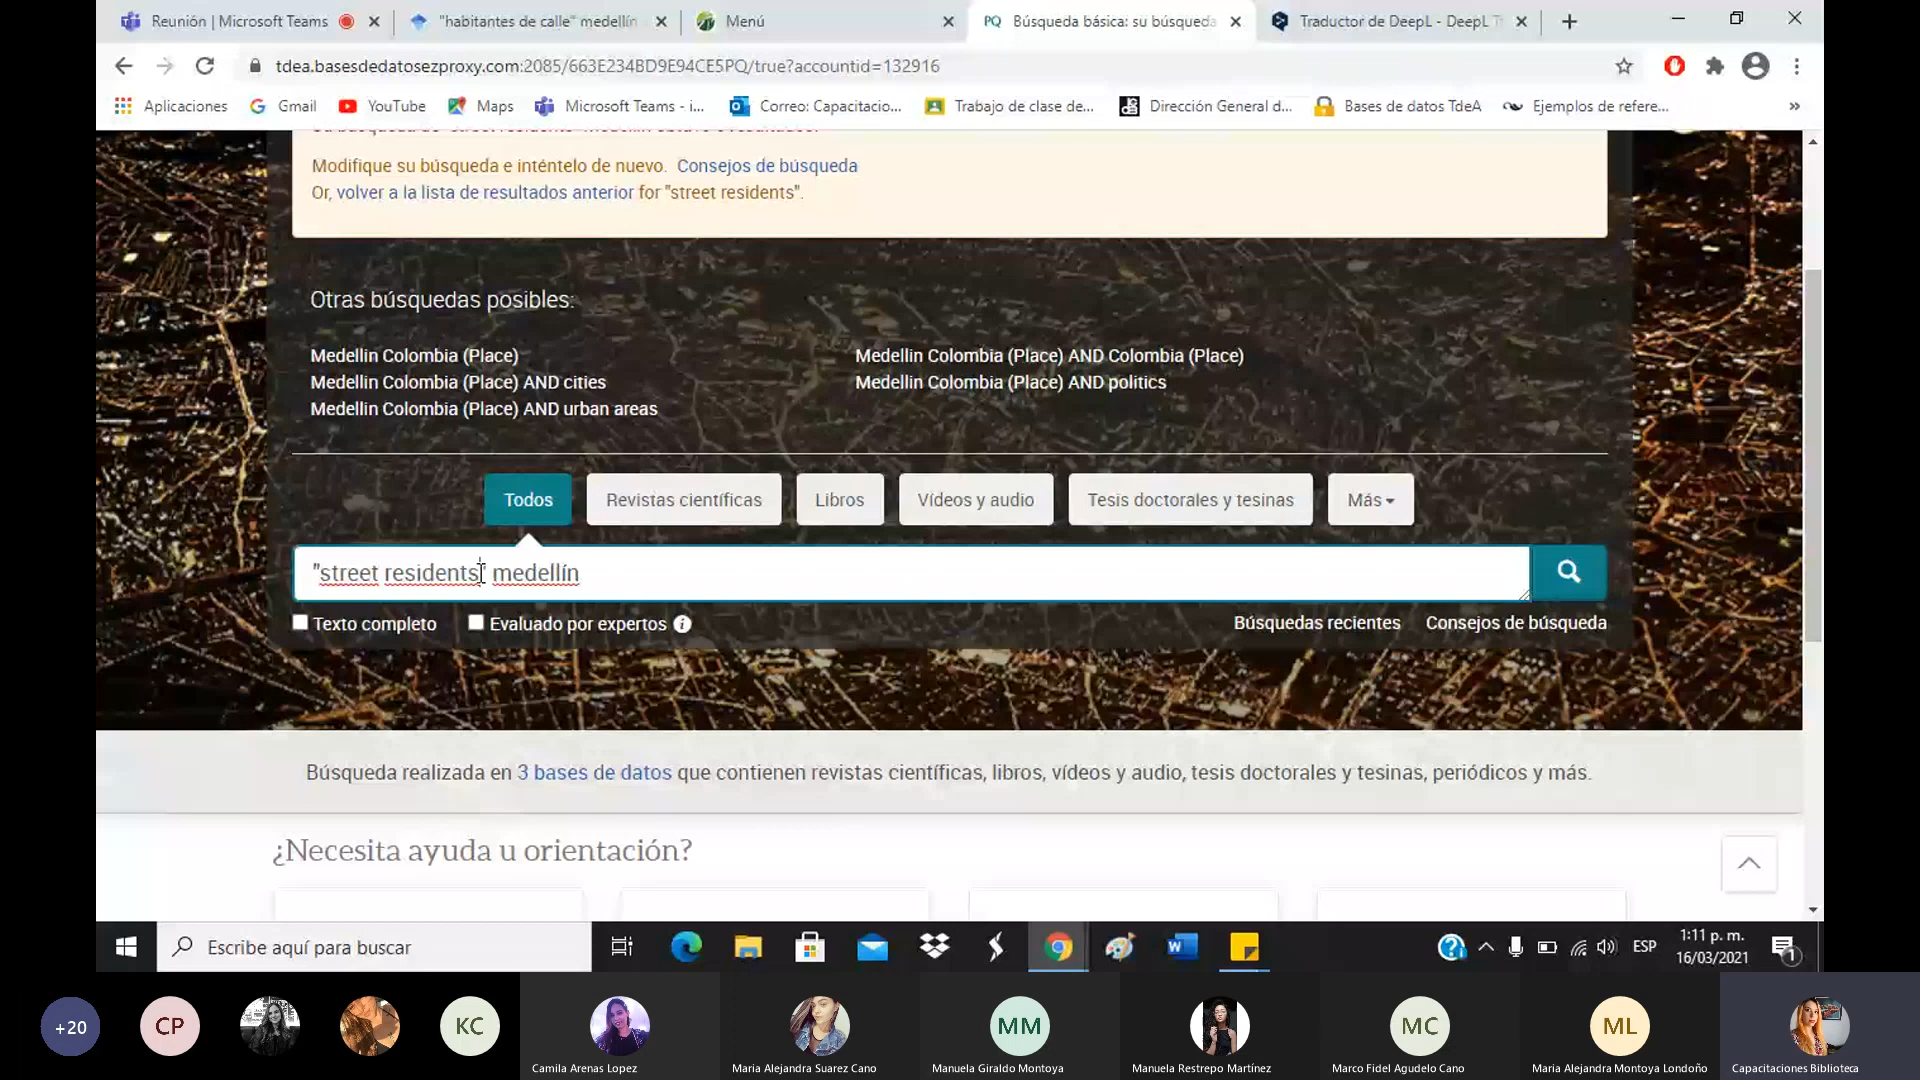 Reunión | Microsoft Teams
"habitantes de calle" medellín
Menú
PQ Búsqueda básica: su búsqueda
Traductor de DeepL - DeepL T
tdea.basesdedatosezproxy.com:2085/663E234BD9E94CE5PQ/true?accountid=132916
Aplicaciones
Gmail
YouTube
Maps
Microsoft Teams - i...
Correo: Capacitacio...
Trabajo de clase de...
Dirección General d...
Bases de datos TdeA
Ejemplos de refere...
»
Modifique su búsqueda e inténtelo de nuevo. Consejos de búsqueda
Or, volver a la lista de resultados anterior for "street residents".
Otras búsquedas posibles:
Medellin Colombia (Place)
Medellin Colombia (Place) AND Colombia (Place)
Medellin Colombia (Place) AND cities
Medellin Colombia (Place) AND politics
Medellin Colombia (Place) AND urban areas
Todos
Revistas científicas
Libros
Vídeos y audio
Tesis doctorales y tesinas
Más
"street residents" medellín
Texto completo
Evaluado por expertos
Búsquedas recientes
Consejos de búsqueda
Búsqueda realizada en 3 bases de datos que contienen revistas científicas, libros, vídeos y audio, tesis doctorales y tesinas, periódicos y más.
¿Necesita ayuda u orientación?
Escribe aquí para buscar
ESP
1:11 p. m.
16/03/2021
1
+20
CP
KC
MM
MC
ML
Camila Arenas Lopez
Maria Alejandra Suarez Cano
Manuela Giraldo Montoya
Manuela Restrepo Martínez
Marco Fidel Agudelo Cano
Maria Alejandra Montoya Londoño
Capacitaciones Biblioteca